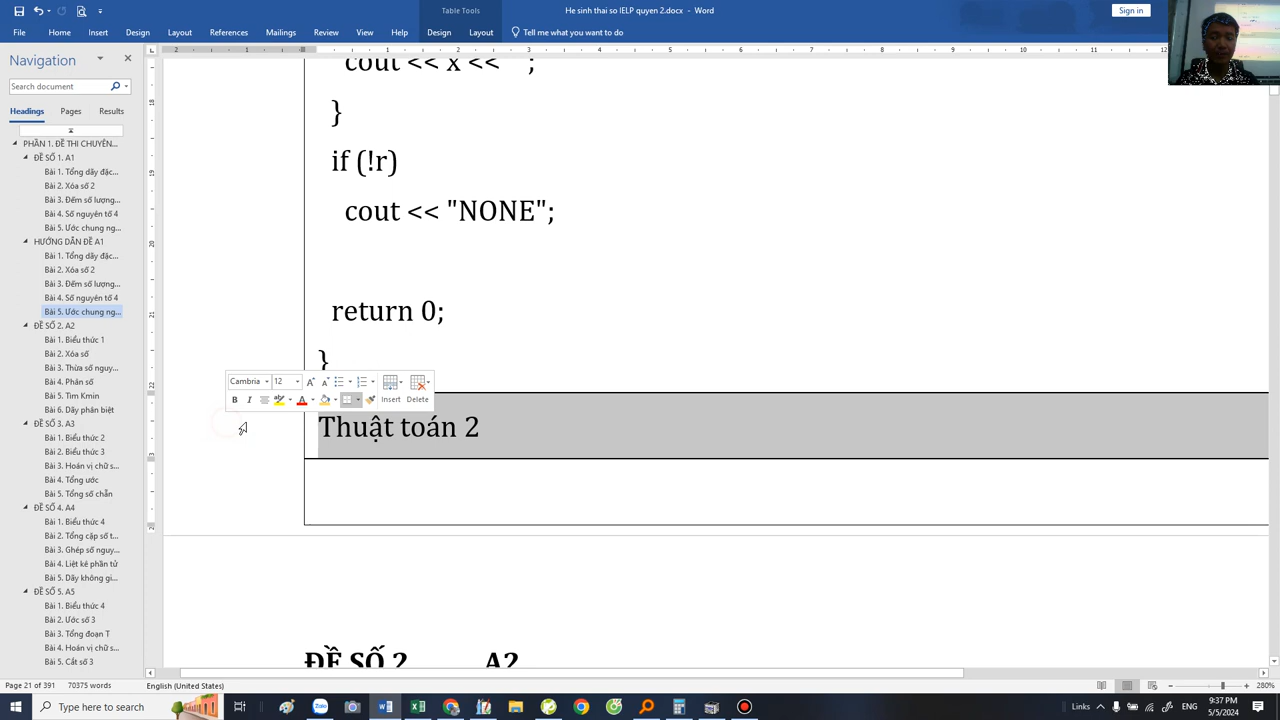 Table Tools
He sinh thai so IELP quyen 2.docx - Word
Sign in
File Home Insert Draw Design Layout References Mailings Review View Help Design Layout Tell me what you want to do
Navigation
Search document
Headings Pages Results
PHẦN 1. ĐỀ THI CHUYÊN...
ĐỀ SỐ 1. A1
Bài 1. Tổng dãy đặc...
Bài 2. Xóa số 2
Bài 3. Đếm số lượng...
Bài 4. Số nguyên tố 4
Bài 5. Ước chung ng...
HƯỚNG DẪN ĐỀ A1
Bài 1. Tổng dãy đặc...
Bài 2. Xóa số 2
Bài 3. Đếm số lượng...
Bài 4. Số nguyên tố 4
Bài 5. Ước chung ng...
ĐỀ SỐ 2. A2
Bài 1. Biểu thức 1
Bài 2. Xóa số
Bài 3. Thừa số nguy...
Bài 4. Phân số
Bài 5. Tìm Kmin
Bài 6. Dãy phân biệt
ĐỀ SỐ 3. A3
Bài 1. Biểu thức 2
Bài 2. Biểu thức 3
Bài 3. Hoán vị chữ s...
Bài 4. Tổng ước
Bài 5. Tổng số chẵn
ĐỀ SỐ 4. A4
Bài 1. Biểu thức 4
Bài 2. Tổng cặp số t...
Bài 3. Ghép số nguy...
Bài 4. Liệt kê phần tử
Bài 5. Dãy không gi...
ĐỀ SỐ 5. A5
Bài 1. Biểu thức 4
Bài 2. Ước số 3
Bài 3. Tổng đoạn T
Bài 4. Hoán vị chữ s...
Bài 5. Cắt số 3
cout << x << ;
}
if (!r)
cout << "NONE";
return 0;
}
Cambria 12
Insert Delete
Thuật toán 2
ĐỀ SỐ 2 A2
Page 21 of 391 70375 words English (United States) 280%
Type here to search
Links
9:37 PM
5/5/2024